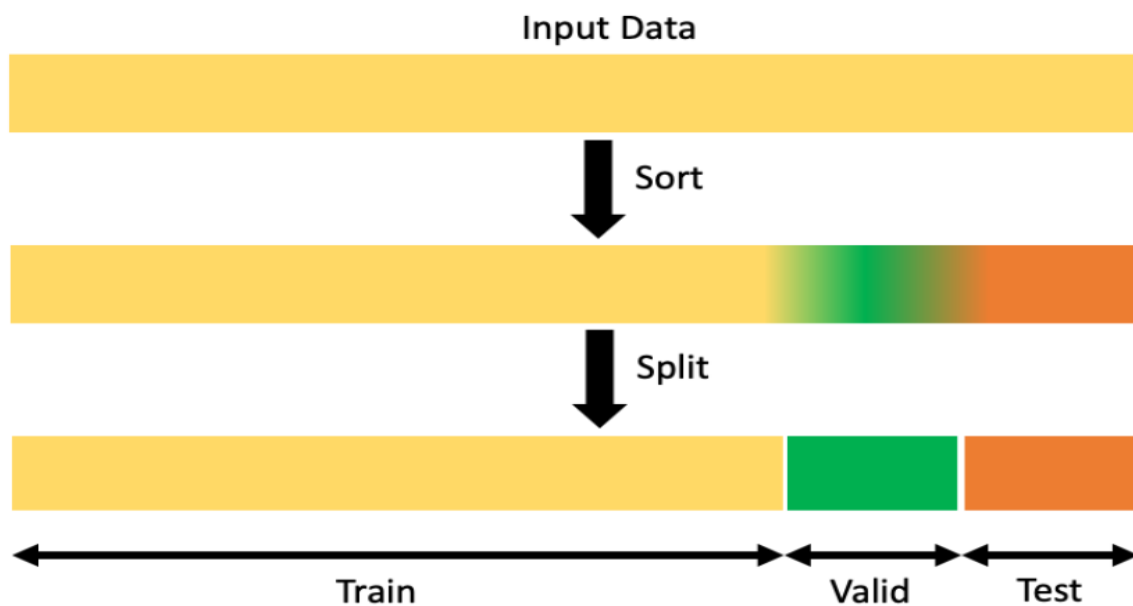 Input Data
Sort
Split
Train
Valid
Test